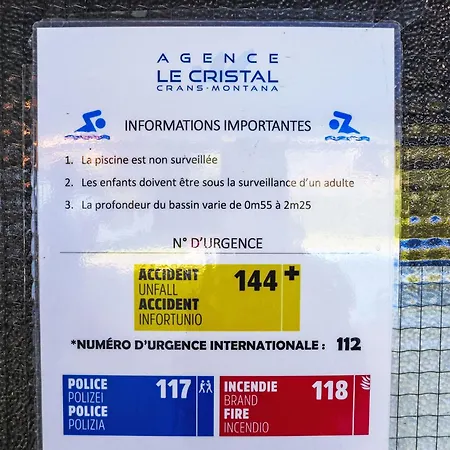 AGENCE
LE CRISTAL
CRANS-MONTANA
INFORMATIONS IMPORTANTES
1. La piscine est non surveillée
2. Les enfants doivent être sous la surveillance d'un adulte
3. La profondeur du bassin varie de 0m55 à 2m25
N° D'URGENCE
ACCIDENT 144
UNFALL
ACCIDENT
INFORTUNIO
*NUMÉRO D'URGENCE INTERNATIONALE : 112
POLICE 117
POLIZEI
POLICE
POLIZIA
INCENDIE 118
BRAND
FIRE
INCENDIO